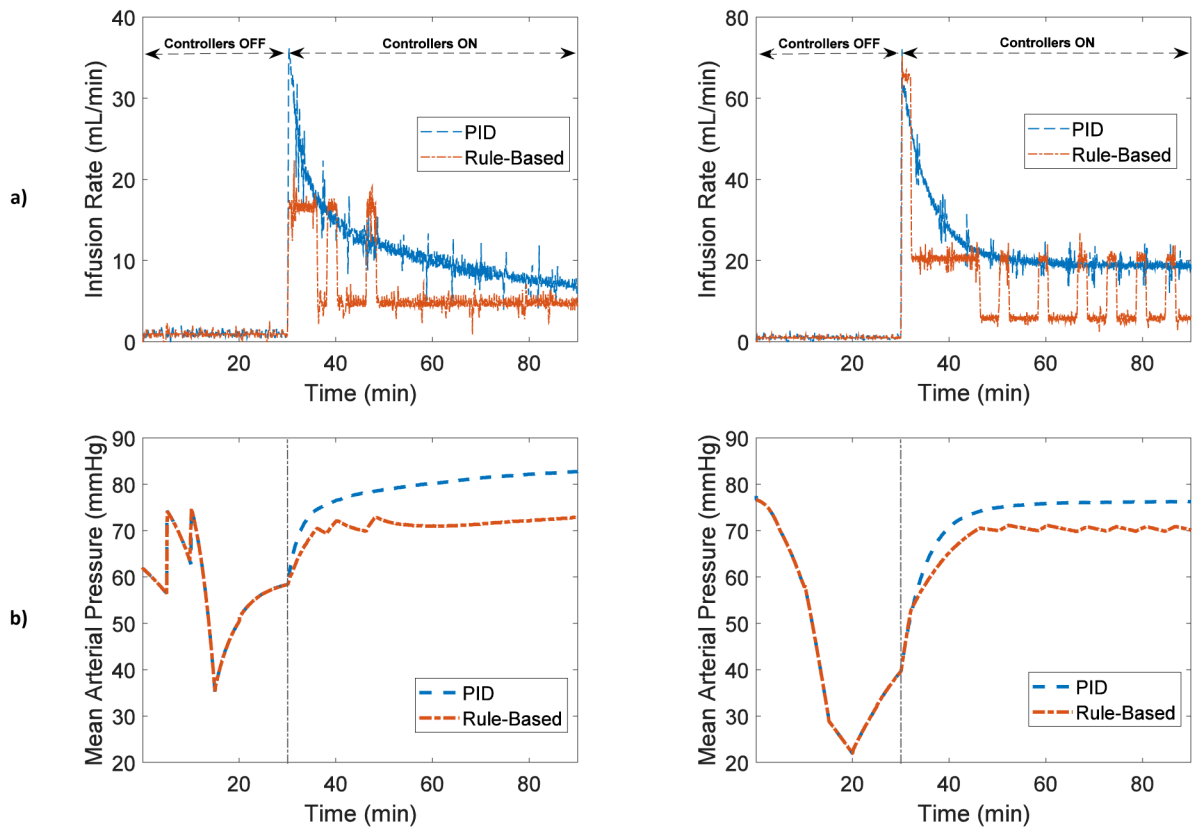 a)
Infusion Rate (mL/min)
40
30
20
10
0
Controllers OFF
Controllers ON
PID
Rule-Based
20
40
60
80
Time (min)
Infusion Rate (mL/min)
80
60
40
20
0
Controllers OFF
Controllers ON
PID
Rule-Based
20
40
60
80
Time (min)
b)
Mean Arterial Pressure (mmHg)
90
80
70
60
50
40
30
20
PID
Rule-Based
20
40
60
80
Time (min)
Mean Arterial Pressure (mmHg)
90
80
70
60
50
40
30
20
PID
Rule-Based
20
40
60
80
Time (min)